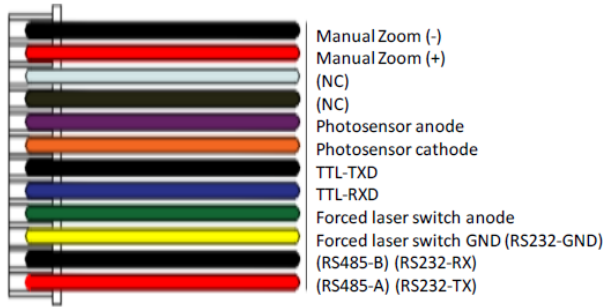 Manual Zoom (-)
Manual Zoom (+)
(NC)
(NC)
Photosensor anode
Photosensor cathode
TTL-TXD
TTL-RXD
Forced laser switch anode
Forced laser switch GND (RS232-GND)
(RS485-B) (RS232-RX)
(RS485-A) (RS232-TX)